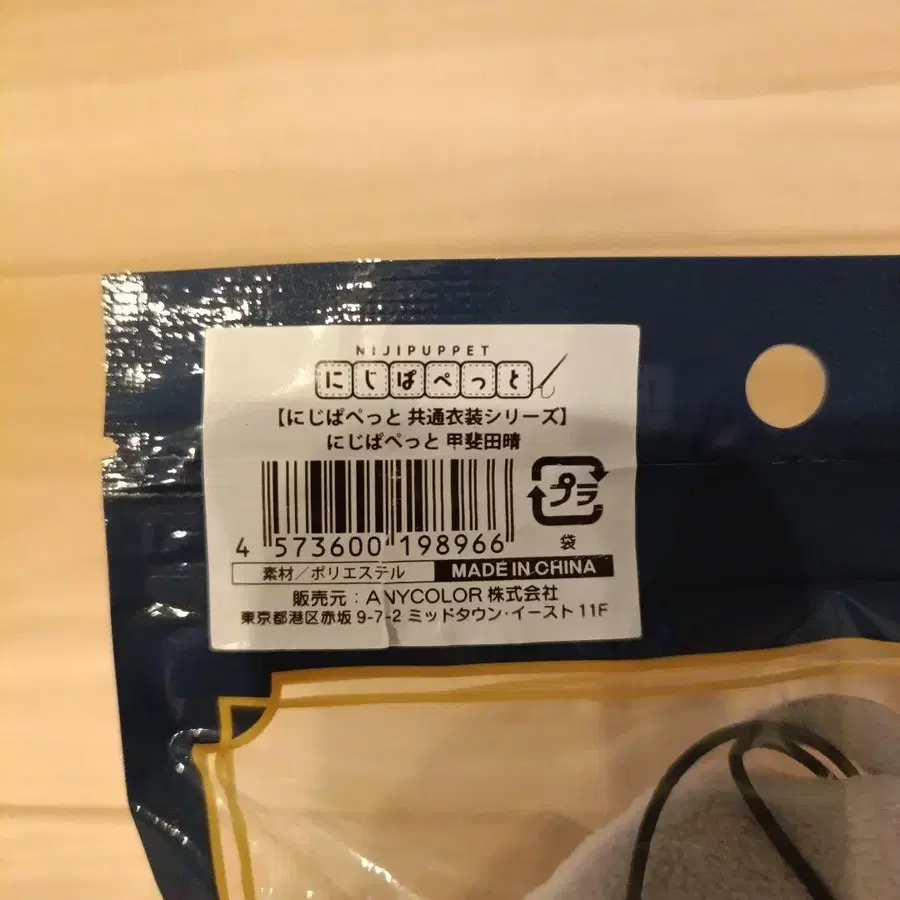 NIJIPUPPET
にじぱぺっと
【にじぱぺっと 共通衣装シリーズ】
にじぱぺっと 甲斐田晴
プラ
袋
4 573600 198966
素材／ポリエステル MADE IN CHINA
販売元：ANYCOLOR 株式会社
東京都港区赤坂 9-7-2 ミッドタウン・イースト 11F